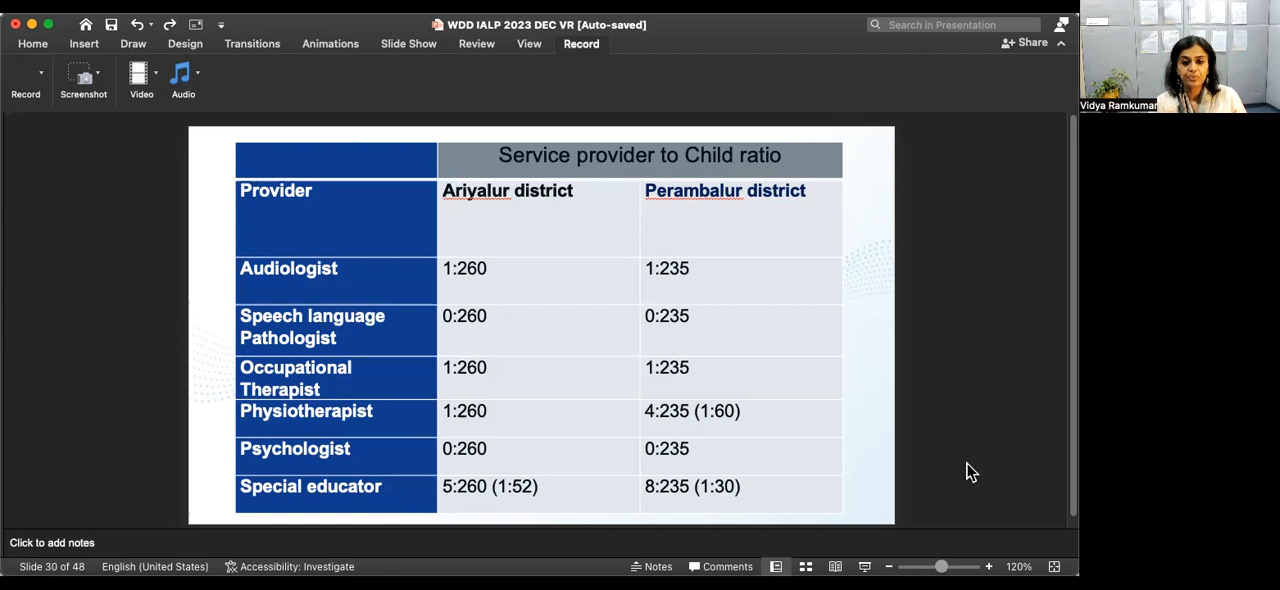 WDD IALP 2023 DEC VR [Auto-saved]
Search in Presentation
Home Insert Draw Design Transitions Animations Slide Show Review View Record
Share
Record Screenshot Video Audio
Vidya Ramkumar
Service provider to Child ratio
Provider Ariyalur district Perambalur district
Audiologist 1:260 1:235
Speech language
Pathologist 0:260 0:235
Occupational
Therapist 1:260 1:235
Physiotherapist 1:260 4:235 (1:60)
Psychologist 0:260 0:235
Special educator 5:260 (1:52) 8:235 (1:30)
Click to add notes
Slide 30 of 48 English (United States) Accessibility: Investigate Notes Comments 120%